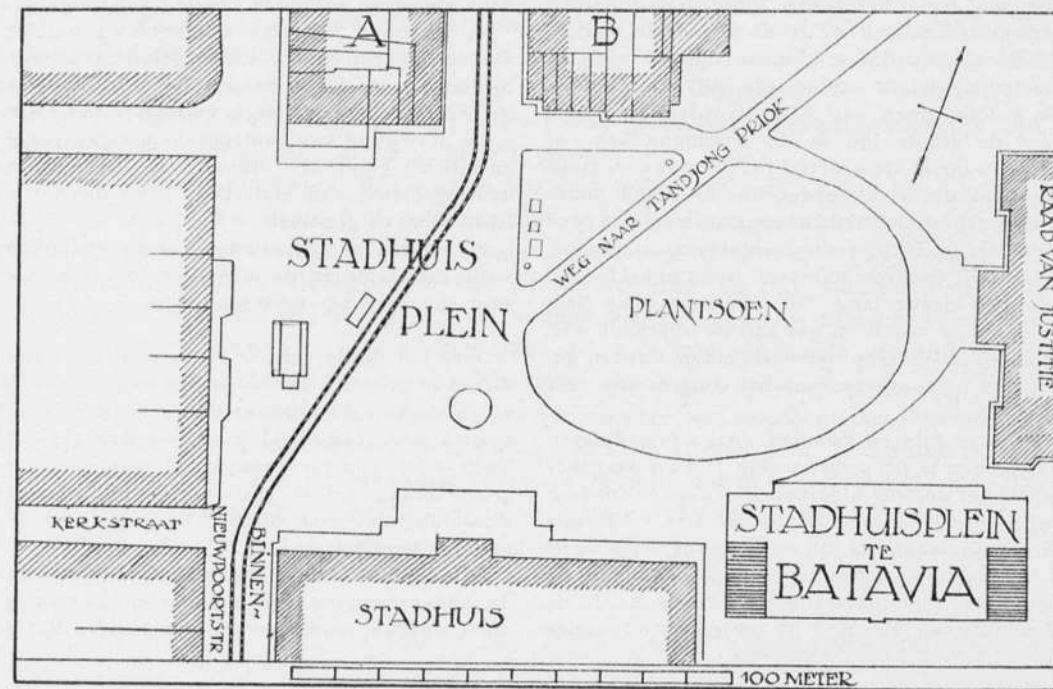 A
B
WEG NAAR TANDJONG PRIOK
RAAD VAN JUSTITIE
STADHUIS
PLEIN
PLANTSOEN
KERKSTRAAT
NIEUWPOORTSTR
BINNEN-
STADHUIS
STADHUISPLEIN
TE
BATAVIA
100 METER